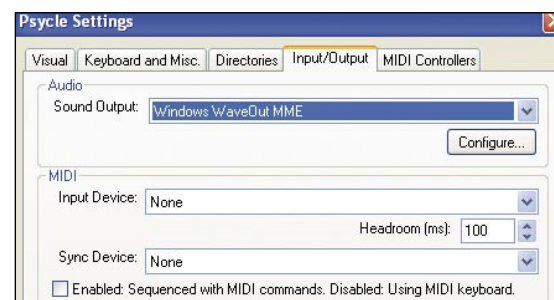 Psycle Settings
Visual Keyboard and Misc. Directories Input/Output MIDI Controllers
Audio
Sound Output: Windows WaveOut MME
Configure...
MIDI
Input Device: None
Headroom (ms): 100
Sync Device: None
Enabled: Sequenced with MIDI commands. Disabled: Using MIDI keyboard.